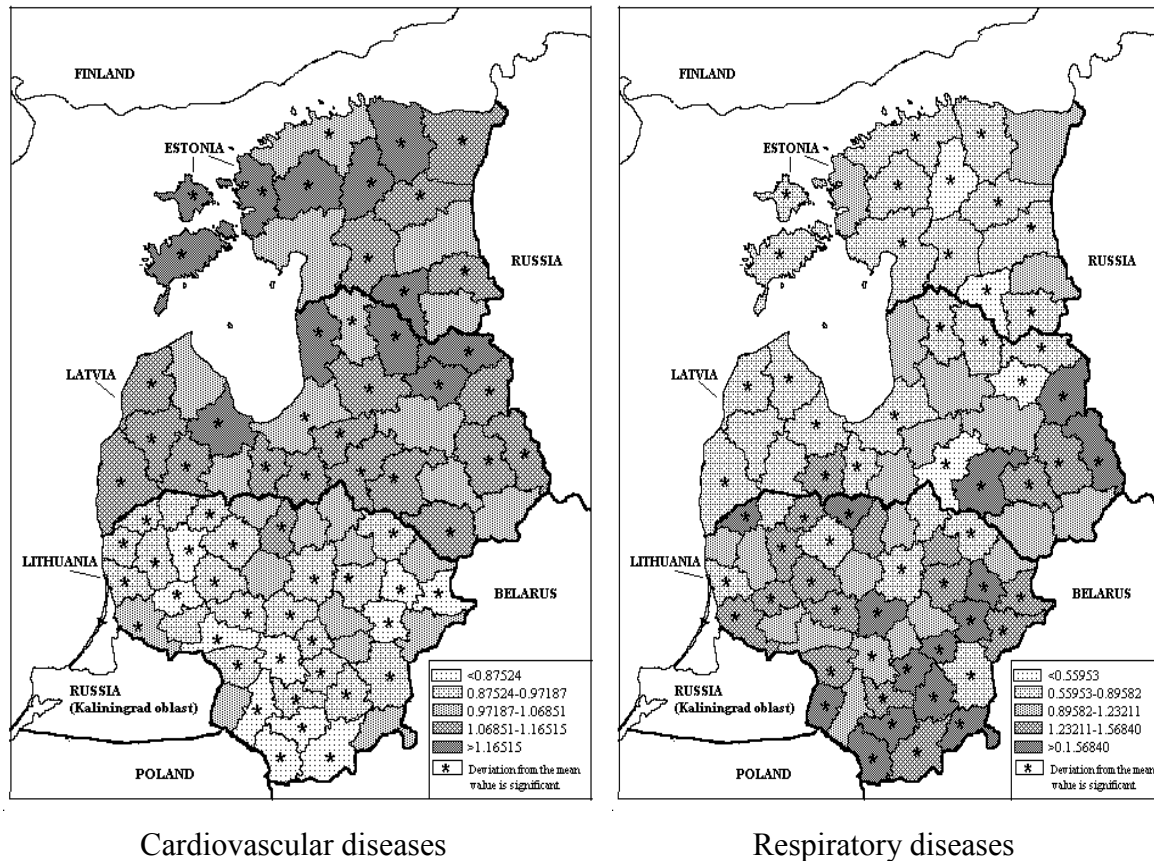 FINLAND
ESTONIA
RUSSIA
LATVIA
LITHUANIA
BELARUS
RUSSIA
(Kaliningrad oblast)
POLAND
<0.87524
0.87524-0.97187
0.97187-1.06851
1.06851-1.16515
>1.16515
* Deviation from the mean
value is significant
Cardiovascular diseases
FINLAND
ESTONIA
RUSSIA
LATVIA
LITHUANIA
BELARUS
RUSSIA
(Kaliningrad oblast)
POLAND
<0.55953
0.55953-0.89582
0.89582-1.23211
1.23211-1.56840
>0.1.56840
* Deviation from the mean
value is significant
Respiratory diseases